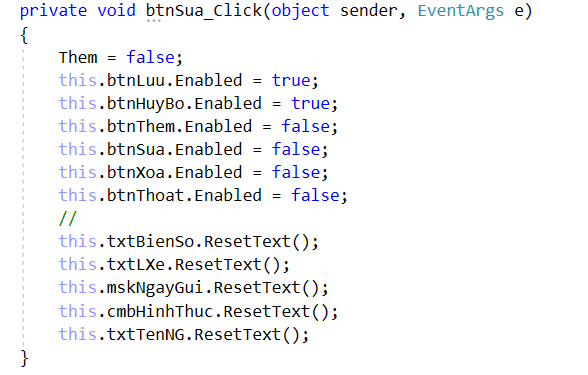 private void btnSua_Click(object sender, EventArgs e)
{
Them = false;
this.btnLuu.Enabled = true;
this.btnHuyBo.Enabled = true;
this.btnThem.Enabled = false;
this.btnSua.Enabled = false;
this.btnXoa.Enabled = false;
this.btnThoat.Enabled = false;
//
this.txtBienSo.ResetText();
this.txtLXe.ResetText();
this.mskNgayGui.ResetText();
this.cmbHinhThuc.ResetText();
this.txtTenNG.ResetText();
}